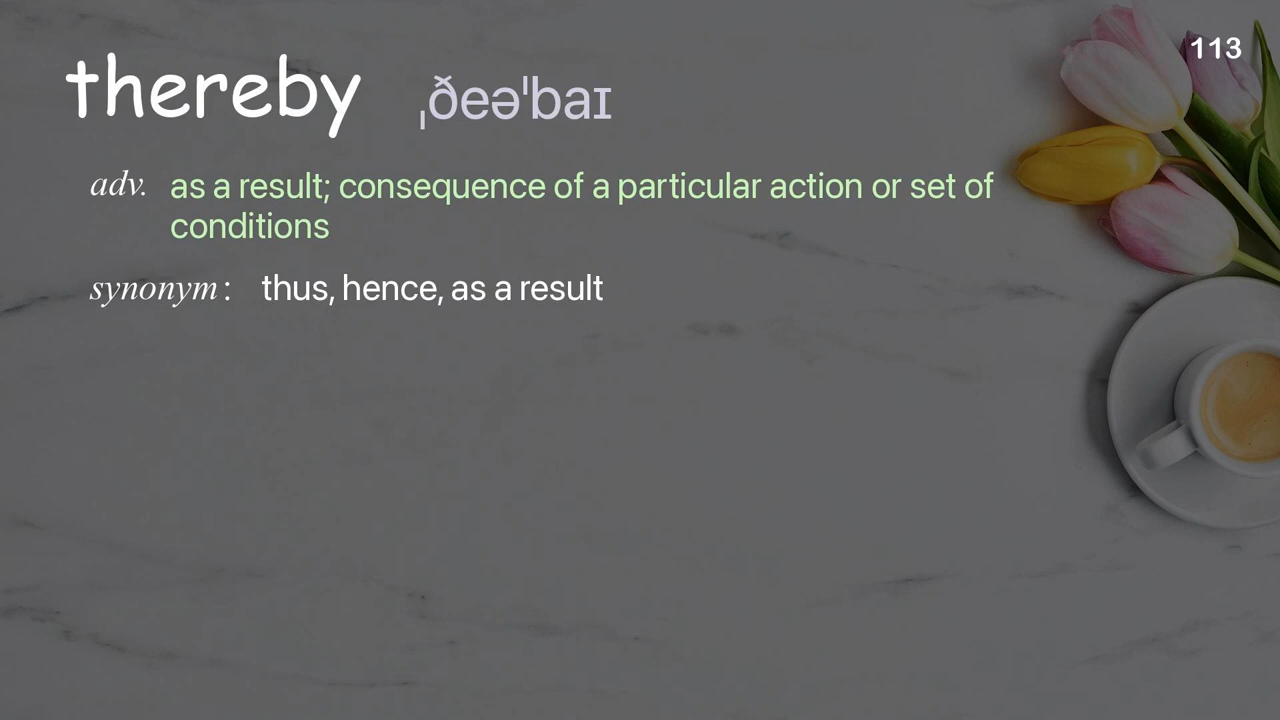 113
thereby ˌðeəˈbaɪ
adv. as a result; consequence of a particular action or set of
conditions
synonym: thus, hence, as a result